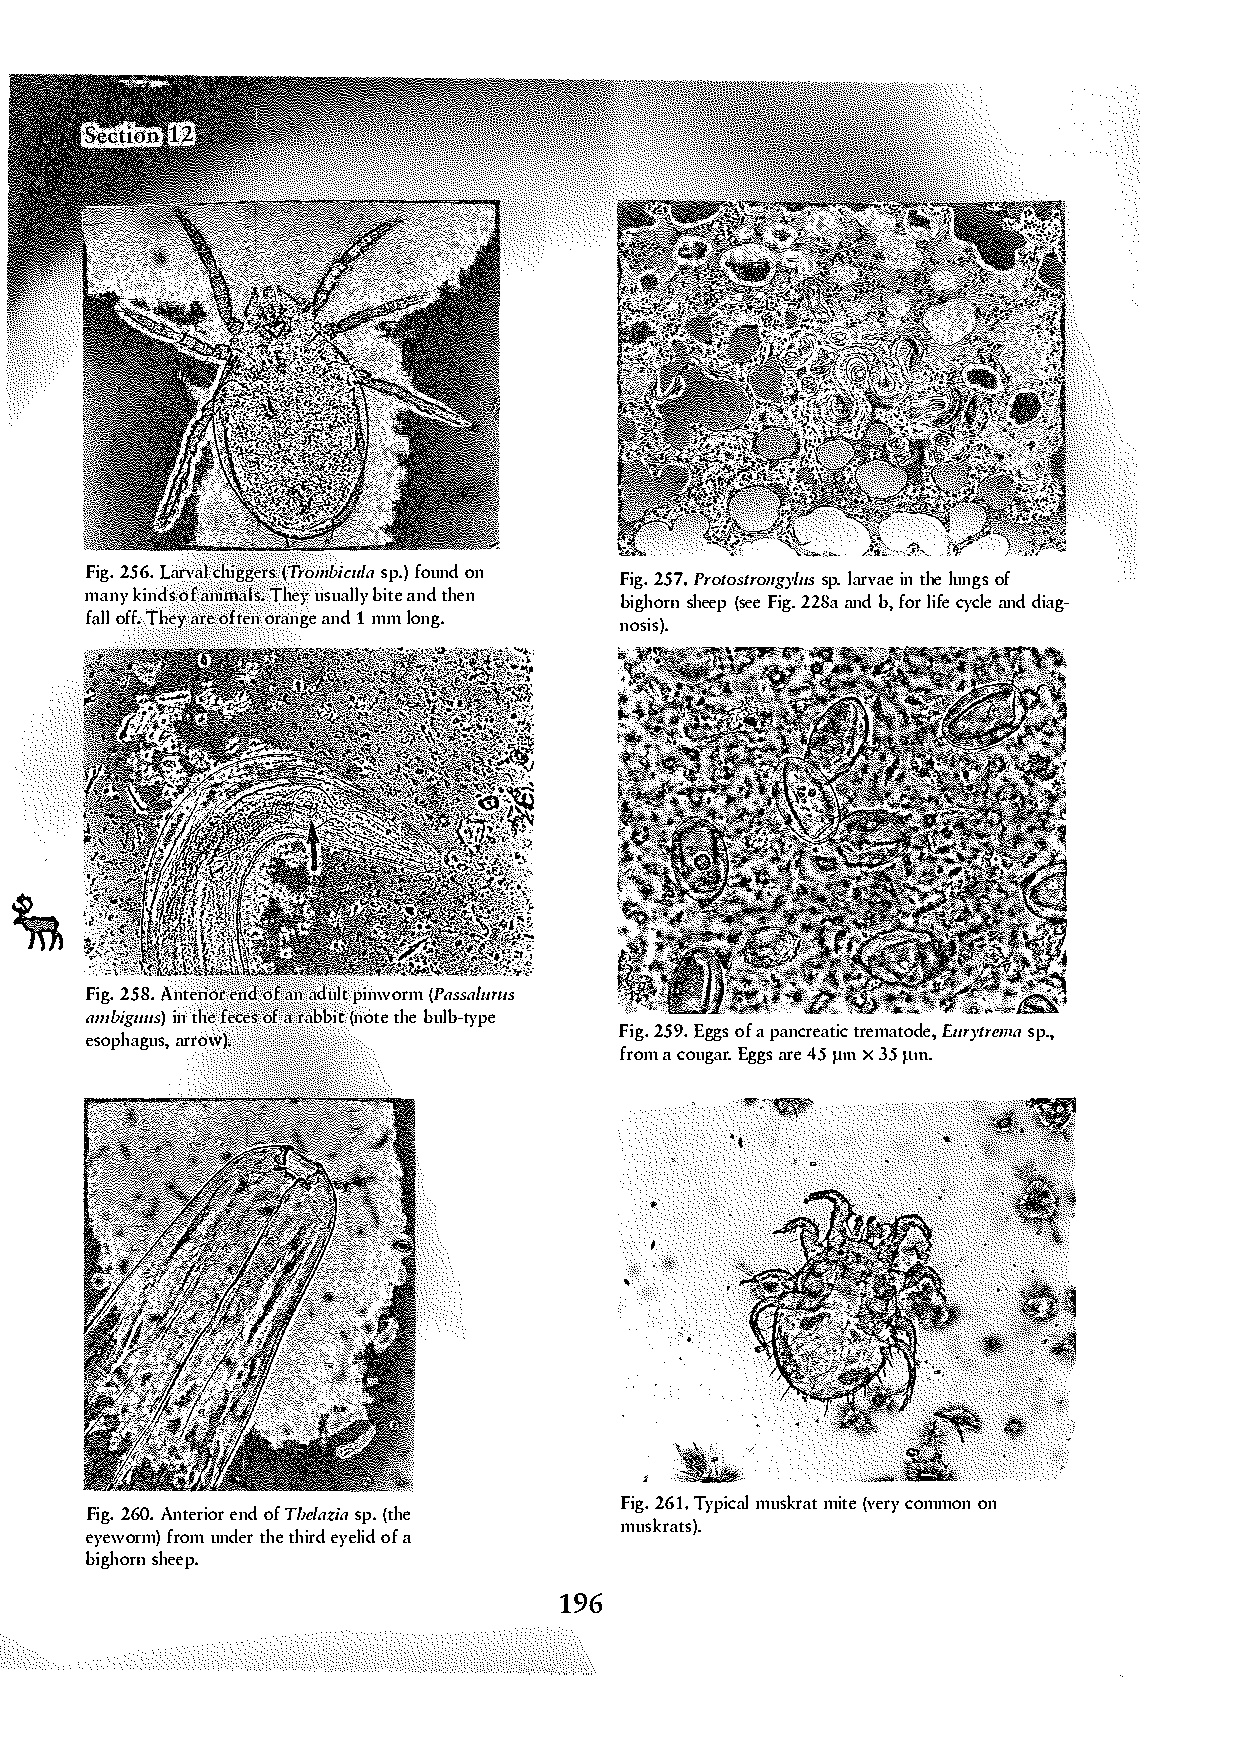 Section 12
Fig. 256. Larval chiggers (Trombicula sp.) found on
many kinds of animals. They usually bite and then
fall off. They are often orange and 1 mm long.
Fig. 257. Protostrongylus sp. larvae in the lungs of
bighorn sheep (see Fig. 228a and b, for life cycle and diag-
nosis).
Fig. 258. Anterior end of an adult pinworm (Passalurus
ambiguus) in the feces of a rabbit (note the bulb-type
esophagus, arrow).
Fig. 259. Eggs of a pancreatic trematode, Eurytrema sp.,
from a cougar. Eggs are 45 µm × 35 µm.
Fig. 260. Anterior end of Thelazia sp. (the
eyeworm) from under the third eyelid of a
bighorn sheep.
Fig. 261. Typical muskrat mite (very common on
muskrats).
196